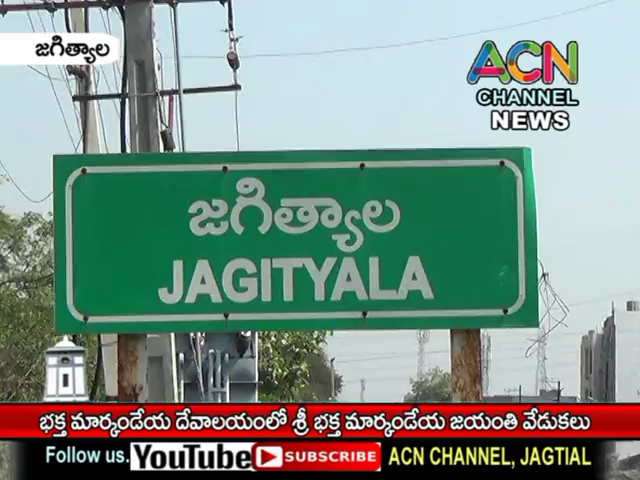 జగిత్యాల
ACN
CHANNEL
NEWS
జగిత్యాల
JAGITYALA
భక్త మార్కండేయ దేవాలయంలో శ్రీ భక్త మార్కండేయ జయంతి వేడుకలు
Follow us. YouTube SUBSCRIBE ACN CHANNEL, JAGTIAL